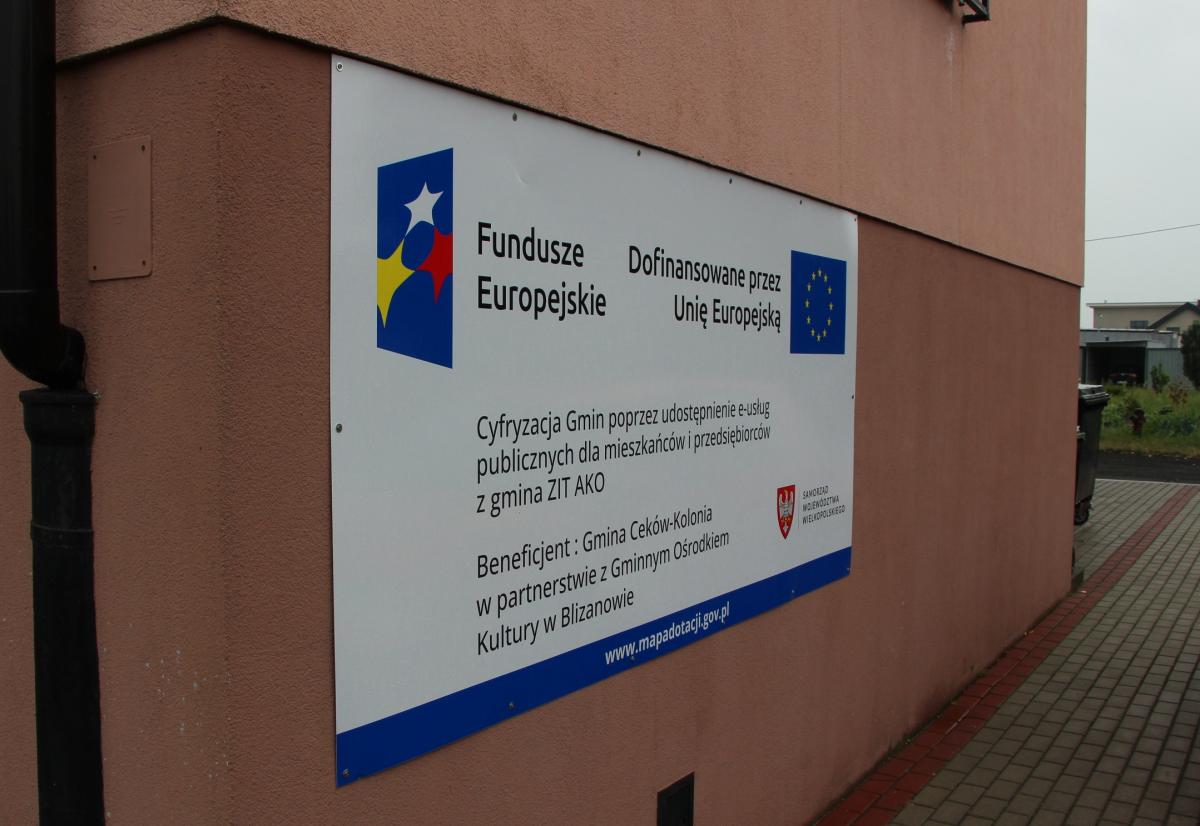 Fundusze
Europejskie
Dofinansowane przez
Unię Europejską
Cyfryzacja Gmin poprzez udostępnienie e-usług
publicznych dla mieszkańców i przedsiębiorców
z gmina ZIT AKO
Beneficjent : Gmina Ceków-Kolonia
w partnerstwie z Gminnym Ośrodkiem
Kultury w Blizanowie
SAMORZĄD
WOJEWÓDZTWA
WIELKOPOLSKIEGO
www.mapadotacji.gov.pl